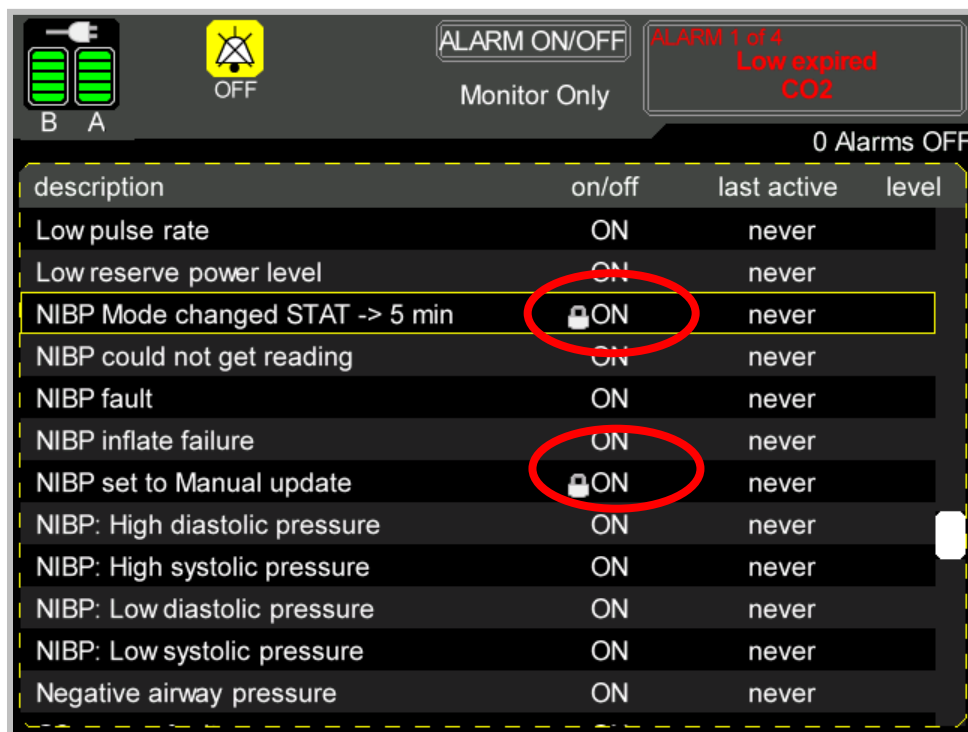 ALARM ON/OFF
ALARM 1 of 4
Low expired
CO2
OFF
Monitor Only
B A
0 Alarms OFF
description on/off last active level
Low pulse rate ON never
Low reserve power level ON never
NIBP Mode changed STAT -> 5 min ON never
NIBP could not get reading ON never
NIBP fault ON never
NIBP inflate failure ON never
NIBP set to Manual update ON never
NIBP: High diastolic pressure ON never
NIBP: High systolic pressure ON never
NIBP: Low diastolic pressure ON never
NIBP: Low systolic pressure ON never
Negative airway pressure ON never